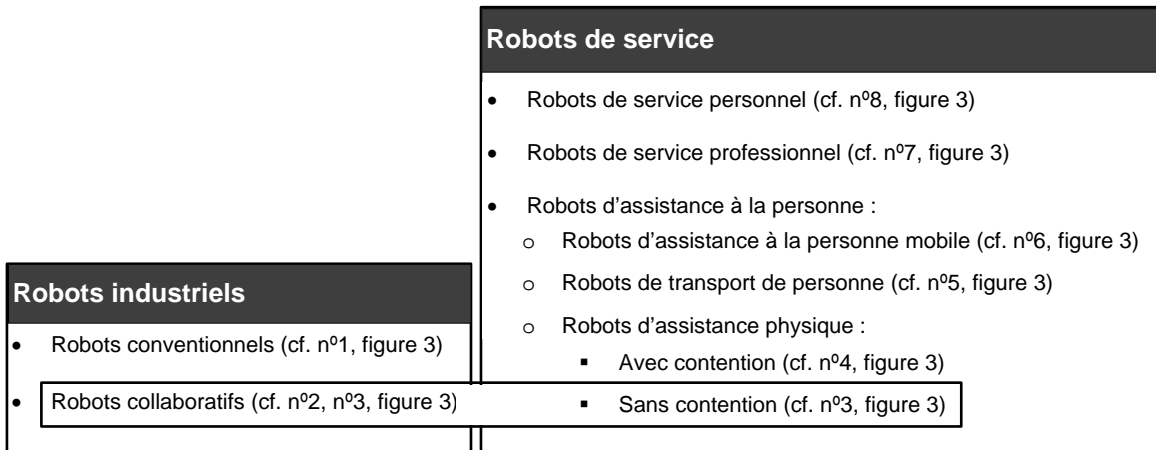 Robots de service
• Robots de service personnel (cf. nº8, figure 3)
• Robots de service professionnel (cf. nº7, figure 3)
• Robots d’assistance à la personne :
o Robots d’assistance à la personne mobile (cf. nº6, figure 3)
o Robots de transport de personne (cf. nº5, figure 3)
o Robots d’assistance physique :
▪ Avec contention (cf. nº4, figure 3)
▪ Sans contention (cf. nº3, figure 3)
Robots industriels
• Robots conventionnels (cf. nº1, figure 3)
• Robots collaboratifs (cf. nº2, nº3, figure 3)